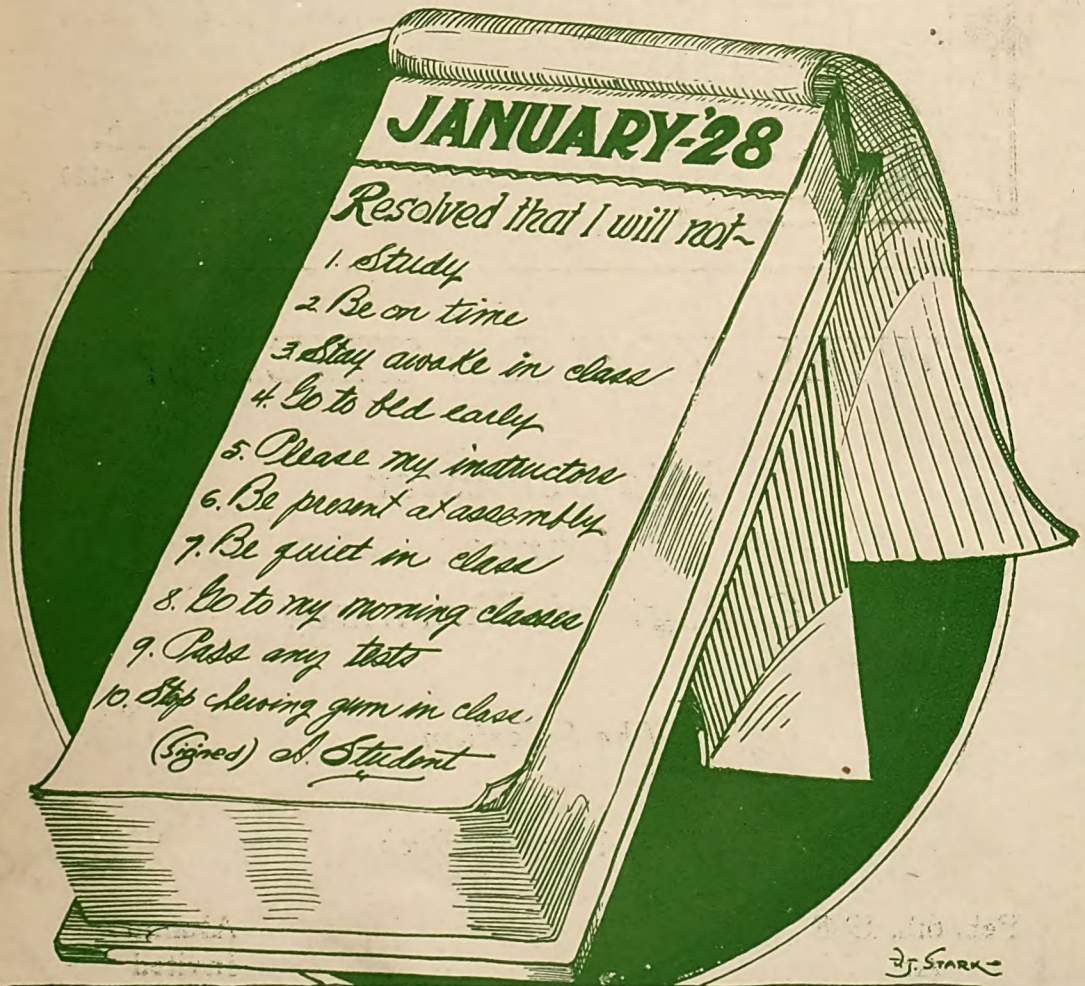 JANUARY-'28
Resolved that I will not~
1. Study
2. Be on time
3. Stay awake in class
4. Go to bed early
5. Please my instructors
6. Be present at assembly
7. Be quiet in class
8. Go to my morning classes
9. Pass any tests
10. Stop chewing gum in class.
(Signed) A. Student
STARK